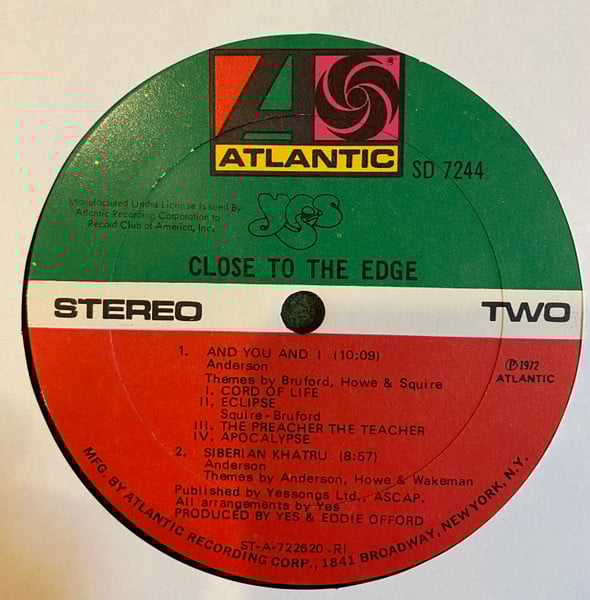 ATLANTIC
SD 7244
Manufactured Under License Issued By
Atlantic Recording Corporation to
Record Club of America, Inc.
yes
CLOSE TO THE EDGE
STEREO
TWO
1. AND YOU AND I (10:09)
Anderson
Themes by Bruford, Howe & Squire
I. CORD OF LIFE
II. ECLIPSE
Squire-Bruford
III. THE PREACHER THE TEACHER
IV. APOCALYPSE
2. SIBERIAN KHATRU (8:57)
Anderson
Themes by Anderson, Howe & Wakeman
Published by Yessongs Ltd., ASCAP.
All arrangements by Yes
PRODUCED BY YES & EDDIE OFFORD
℗ 1972
ATLANTIC
ST-A-722620 -RI
MFG. BY ATLANTIC RECORDING CORP., 1841 BROADWAY, NEW YORK, N.Y.